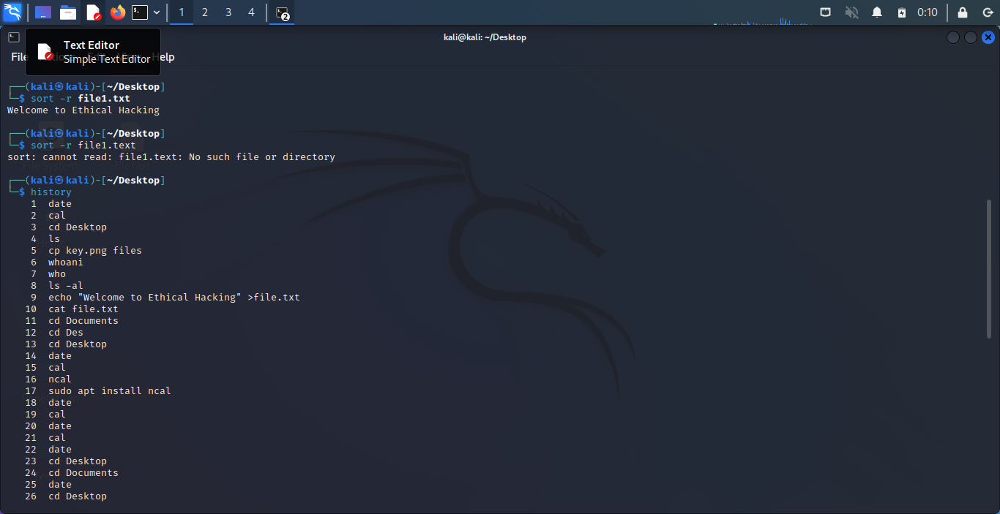 1 2 3 4 2 0:10
kali@kali: ~/Desktop
Text Editor
File Help
Simple Text Editor
┌──(kali㉿kali)-[~/Desktop]
└─$ sort -r file1.txt
Welcome to Ethical Hacking
┌──(kali㉿kali)-[~/Desktop]
└─$ sort -r file1.text
sort: cannot read: file1.text: No such file or directory
┌──(kali㉿kali)-[~/Desktop]
└─$ history
1 date
2 cal
3 cd Desktop
4 ls
5 cp key.png files
6 whoani
7 who
8 ls -al
9 echo "Welcome to Ethical Hacking" >file.txt
10 cat file.txt
11 cd Documents
12 cd Des
13 cd Desktop
14 date
15 cal
16 ncal
17 sudo apt install ncal
18 date
19 cal
20 date
21 cal
22 date
23 cd Desktop
24 cd Documents
25 date
26 cd Desktop